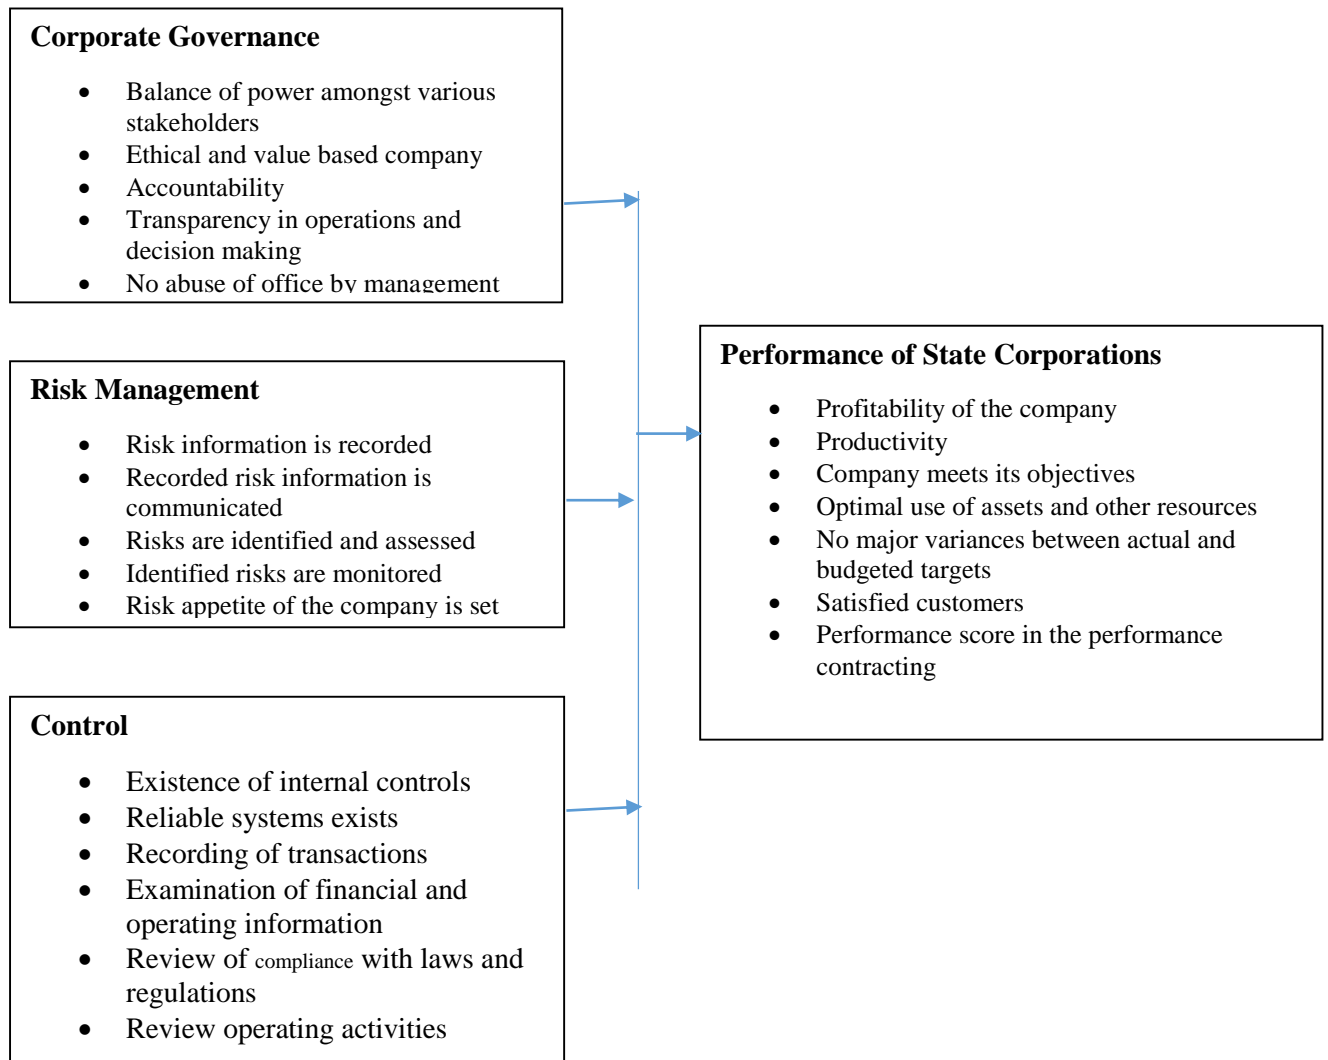 Corporate Governance
• Balance of power amongst various
stakeholders
• Ethical and value based company
• Accountability
• Transparency in operations and
decision making
• No abuse of office by management
Risk Management
• Risk information is recorded
• Recorded risk information is
communicated
• Risks are identified and assessed
• Identified risks are monitored
• Risk appetite of the company is set
Control
• Existence of internal controls
• Reliable systems exists
• Recording of transactions
• Examination of financial and
operating information
• Review of compliance with laws and
regulations
• Review operating activities
Performance of State Corporations
• Profitability of the company
• Productivity
• Company meets its objectives
• Optimal use of assets and other resources
• No major variances between actual and
budgeted targets
• Satisfied customers
• Performance score in the performance
contracting